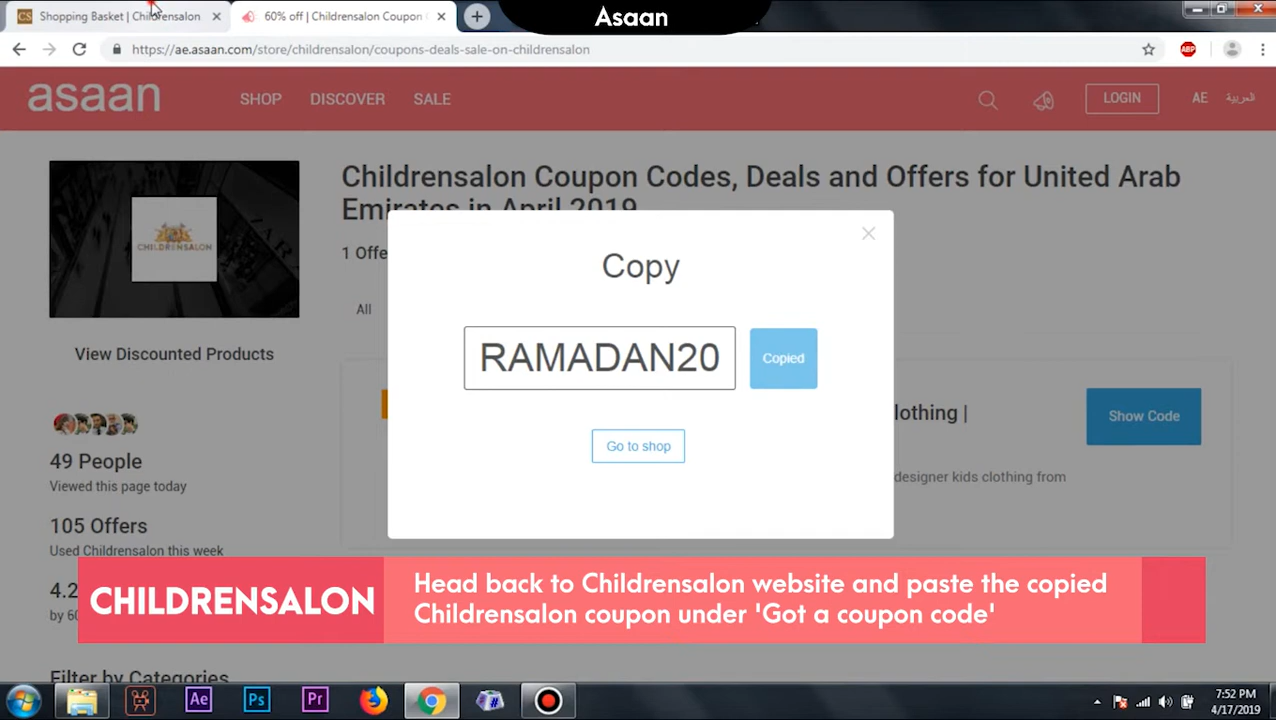 Asaan
Shopping Basket | Childrensalon
60% off | Childrensalon Coupon
https://ae.asaan.com/store/childrensalon/coupons-deals-sale-on-childrensalon
ABP
asaan
SHOP DISCOVER SALE
LOGIN AE العربية
Childrensalon Coupon Codes, Deals and Offers for United Arab
Emirates in April 2019
CHILDRENSALON
1 Offe
All
View Discounted Products
Copy
RAMADAN20
Copied
Go to shop
lothing |
Show Code
designer kids clothing from
49 People
Viewed this page today
105 Offers
Used Childrensalon this week
4.2
by 6
Filter by Categories
CHILDRENSALON
Head back to Childrensalon website and paste the copied
Childrensalon coupon under 'Got a coupon code'
Ae Ps Pr
7:52 PM
4/17/2019